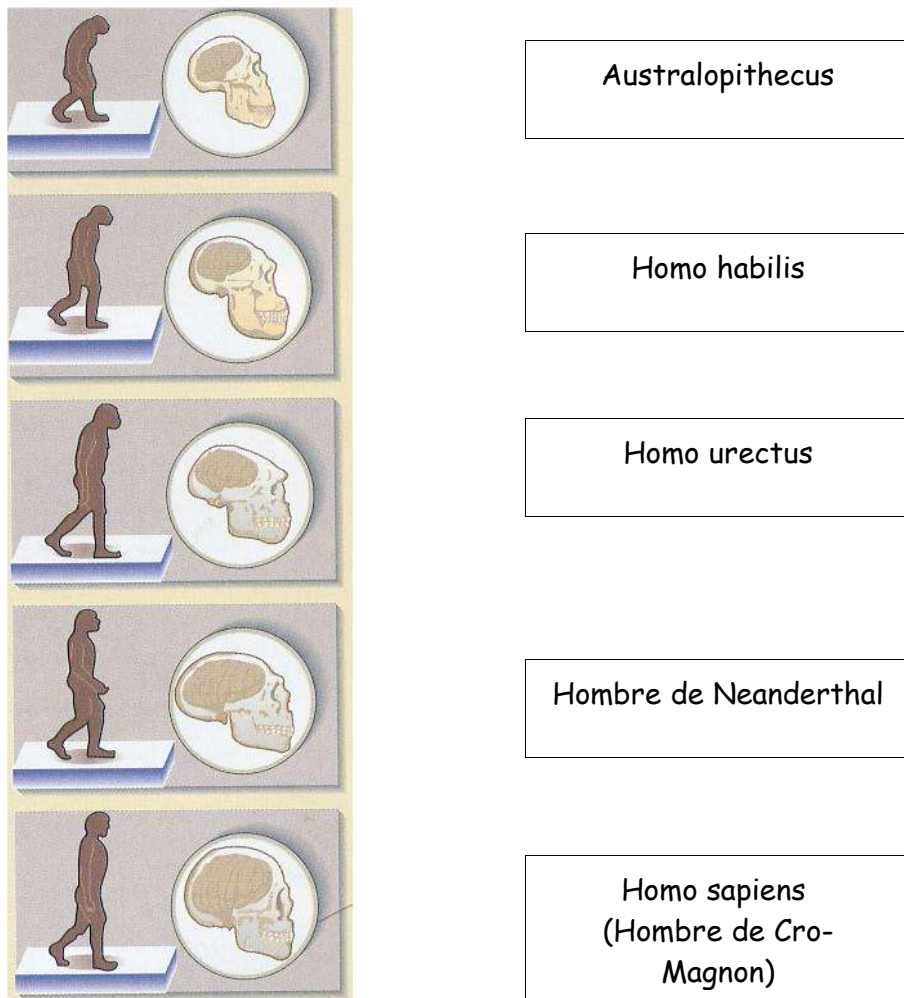 Australopithecus
Homo habilis
Homo urectus
Hombre de Neanderthal
Homo sapiens
(Hombre de Cro-
Magnon)